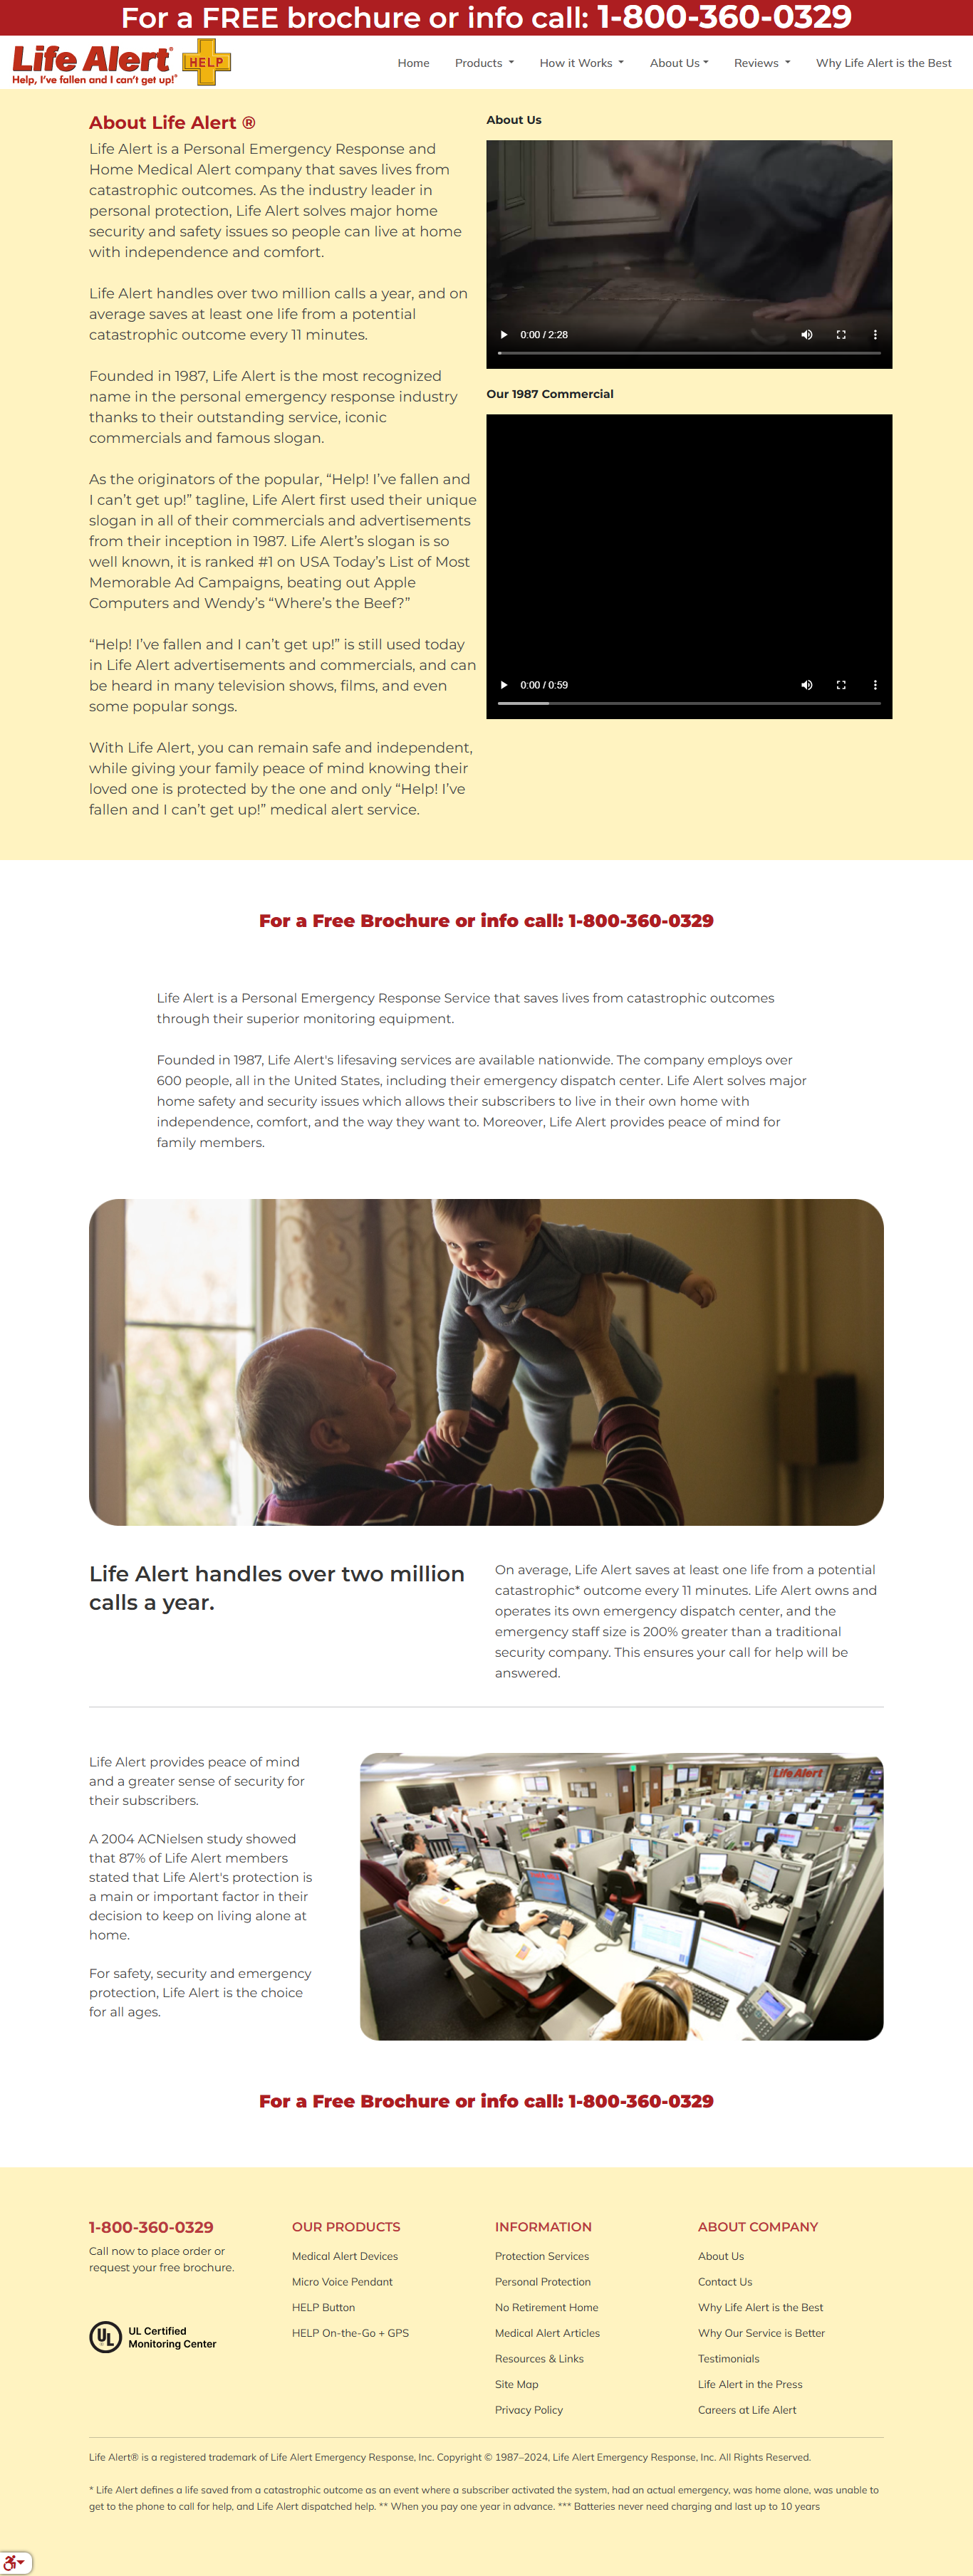 For a FREE brochure or info call: 1-800-360-0329
Life Alert®
Help, I've fallen and I can't get up!®
HELP
Home Products How it Works About Us Reviews Why Life Alert is the Best
About Life Alert ®
Life Alert is a Personal Emergency Response and
Home Medical Alert company that saves lives from
catastrophic outcomes. As the industry leader in
personal protection, Life Alert solves major home
security and safety issues so people can live at home
with independence and comfort.
Life Alert handles over two million calls a year, and on
average saves at least one life from a potential
catastrophic outcome every 11 minutes.
Founded in 1987, Life Alert is the most recognized
name in the personal emergency response industry
thanks to their outstanding service, iconic
commercials and famous slogan.
As the originators of the popular, “Help! I’ve fallen and
I can’t get up!” tagline, Life Alert first used their unique
slogan in all of their commercials and advertisements
from their inception in 1987. Life Alert’s slogan is so
well known, it is ranked #1 on USA Today’s List of Most
Memorable Ad Campaigns, beating out Apple
Computers and Wendy’s “Where’s the Beef?”
“Help! I’ve fallen and I can’t get up!” is still used today
in Life Alert advertisements and commercials, and can
be heard in many television shows, films, and even
some popular songs.
With Life Alert, you can remain safe and independent,
while giving your family peace of mind knowing their
loved one is protected by the one and only “Help! I’ve
fallen and I can’t get up!” medical alert service.
About Us
0:00 / 2:28
Our 1987 Commercial
0:00 / 0:59
For a Free Brochure or info call: 1-800-360-0329
Life Alert is a Personal Emergency Response Service that saves lives from catastrophic outcomes
through their superior monitoring equipment.
Founded in 1987, Life Alert's lifesaving services are available nationwide. The company employs over
600 people, all in the United States, including their emergency dispatch center. Life Alert solves major
home safety and security issues which allows their subscribers to live in their own home with
independence, comfort, and the way they want to. Moreover, Life Alert provides peace of mind for
family members.
Life Alert handles over two million
calls a year.
On average, Life Alert saves at least one life from a potential
catastrophic* outcome every 11 minutes. Life Alert owns and
operates its own emergency dispatch center, and the
emergency staff size is 200% greater than a traditional
security company. This ensures your call for help will be
answered.
Life Alert provides peace of mind
and a greater sense of security for
their subscribers.
A 2004 ACNielsen study showed
that 87% of Life Alert members
stated that Life Alert's protection is
a main or important factor in their
decision to keep on living alone at
home.
For safety, security and emergency
protection, Life Alert is the choice
for all ages.
Life Alert
For a Free Brochure or info call: 1-800-360-0329
1-800-360-0329
Call now to place order or
request your free brochure.
UL
UL Certified
Monitoring Center
OUR PRODUCTS
Medical Alert Devices
Micro Voice Pendant
HELP Button
HELP On-the-Go + GPS
INFORMATION
Protection Services
Personal Protection
No Retirement Home
Medical Alert Articles
Resources & Links
Site Map
Privacy Policy
ABOUT COMPANY
About Us
Contact Us
Why Life Alert is the Best
Why Our Service is Better
Testimonials
Life Alert in the Press
Careers at Life Alert
Life Alert® is a registered trademark of Life Alert Emergency Response, Inc. Copyright © 1987–2024, Life Alert Emergency Response, Inc. All Rights Reserved.
* Life Alert defines a life saved from a catastrophic outcome as an event where a subscriber activated the system, had an actual emergency, was home alone, was unable to
get to the phone to call for help, and Life Alert dispatched help. ** When you pay one year in advance. *** Batteries never need charging and last up to 10 years